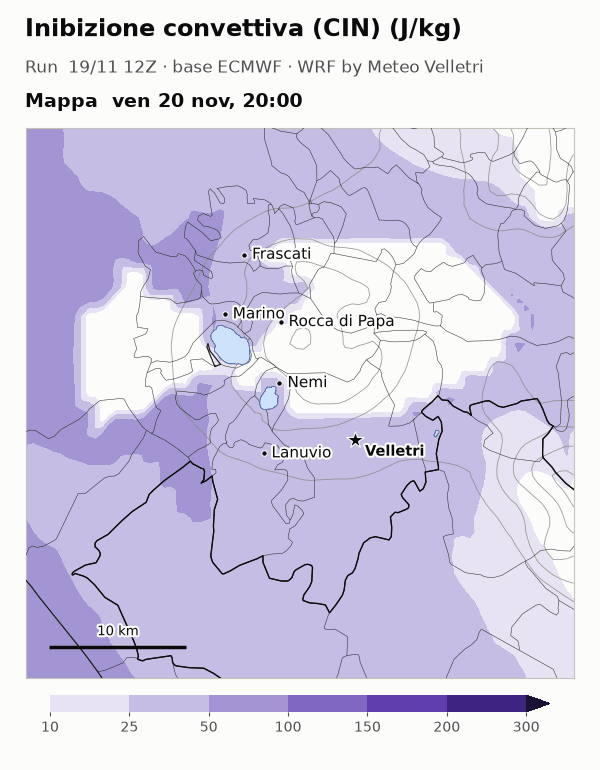 Inibizione convettiva (CIN) (J/kg)
Run  19/11 12Z · base ECMWF · WRF by Meteo Velletri
Mappa  ven 20 nov, 20:00
Frascati
Marino
Rocca di Papa
Nemi
Velletri
Lanuvio
10 km
10 25 50 100 150 200 300